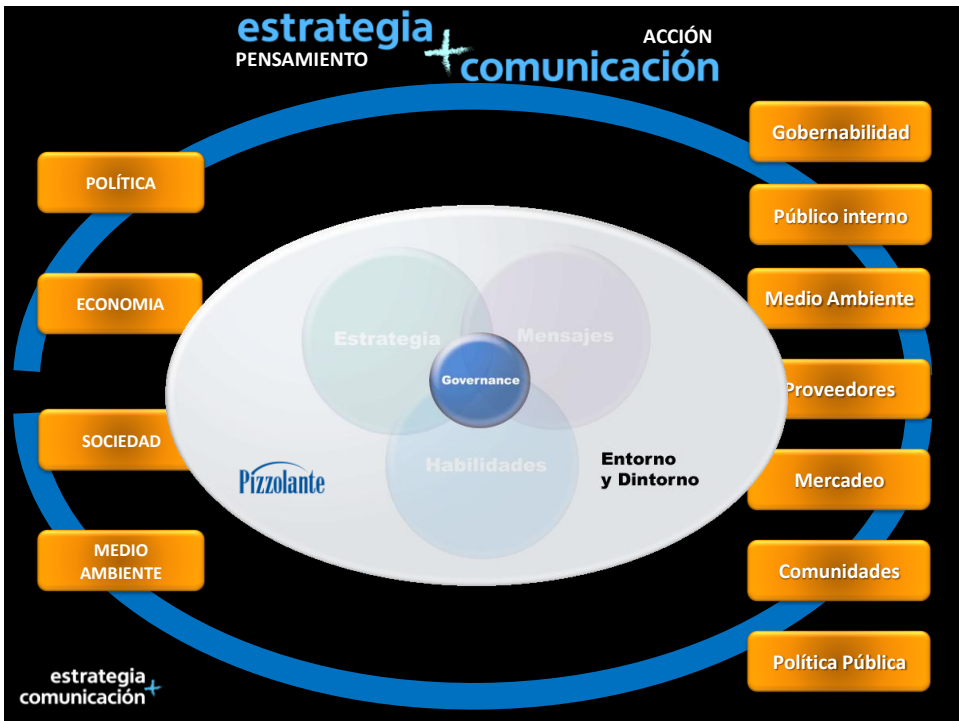 estrategia
PENSAMIENTO
+
ACCIÓN
comunicación
POLÍTICA
ECONOMIA
SOCIEDAD
MEDIO
AMBIENTE
Estrategia
Mensajes
Governance
Habilidades
Pizzolante
Entorno
y Dintorno
Gobernabilidad
Público interno
Medio Ambiente
Proveedores
Mercadeo
Comunidades
Política Pública
estrategia
comunicación+